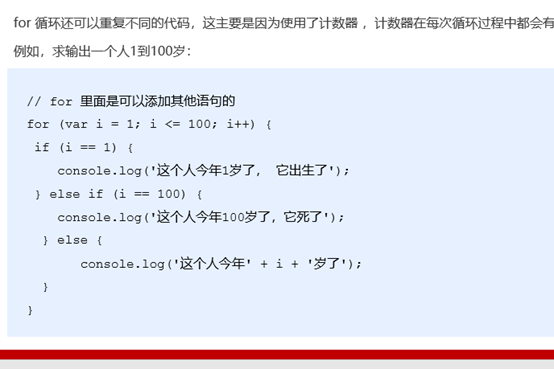 for 循环还可以重复不同的代码，这主要是因为使用了计数器 ，计数器在每次循环过程中都会有
例如，求输出一个人1到100岁：
// for 里面是可以添加其他语句的
for (var i = 1; i <= 100; i++) {
if (i == 1) {
console.log('这个人今年1岁了， 它出生了');
} else if (i == 100) {
console.log('这个人今年100岁了，它死了');
} else {
console.log('这个人今年' + i + '岁了');
}
}